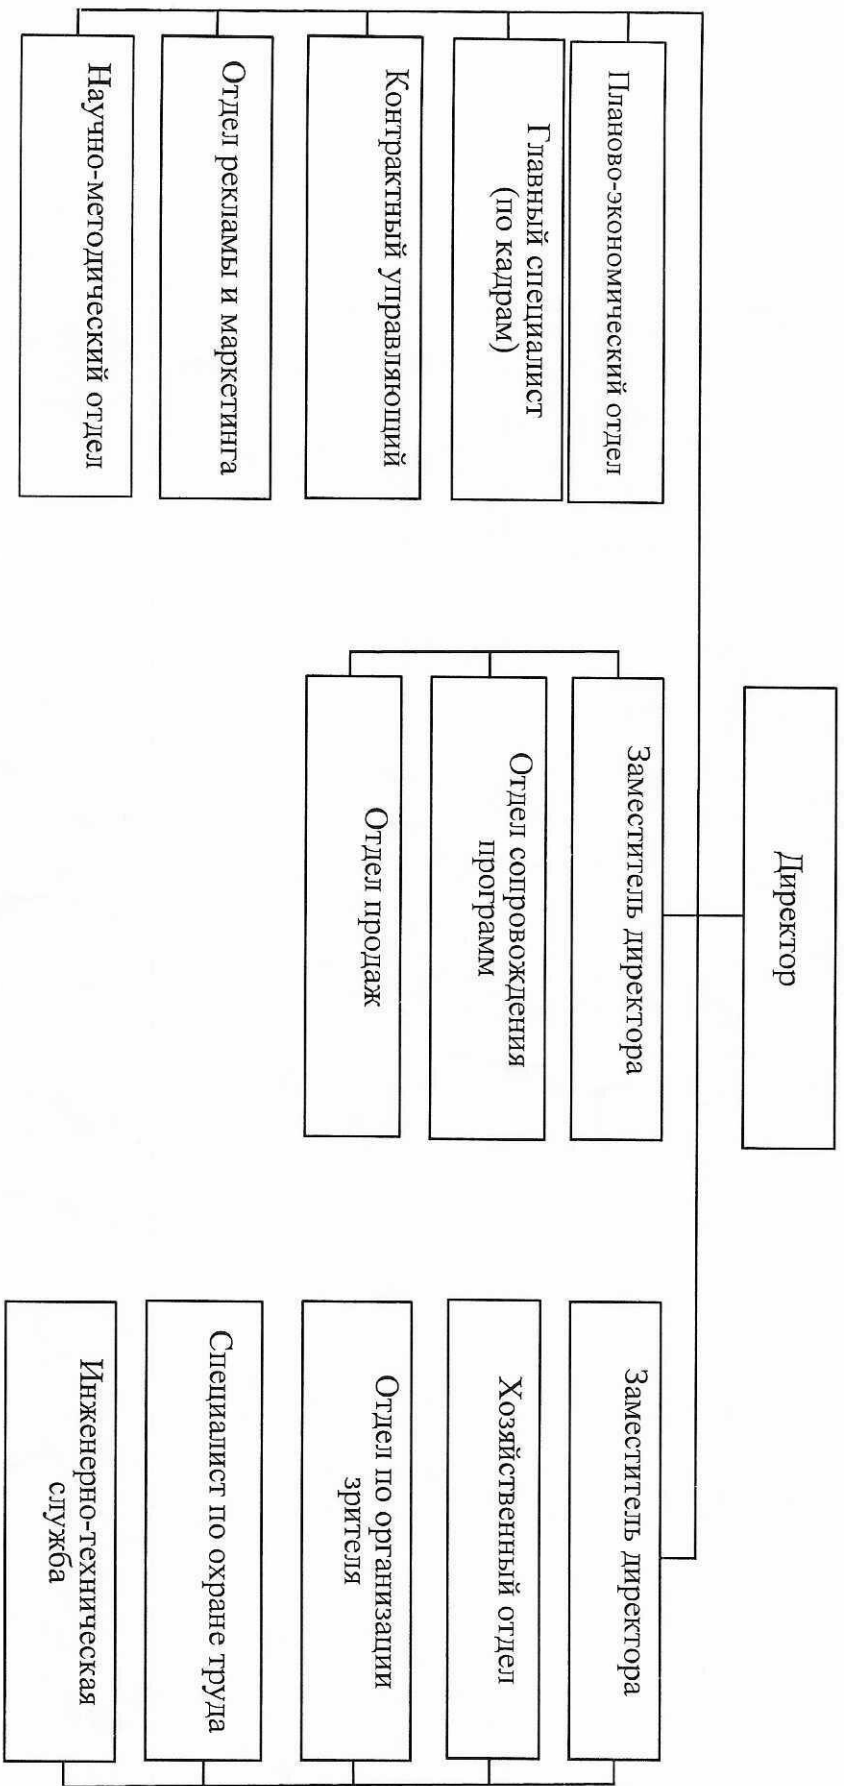 Директор
Планово-экономический отдел
Главный специалист
(по кадрам)
Контрактный управляющий
Отдел рекламы и маркетинга
Научно-методический отдел
Заместитель директора
Отдел сопровождения
программ
Отдел продаж
Заместитель директора
Хозяйственный отдел
Отдел по организации
зрителя
Специалист по охране труда
Инженерно-техническая
служба